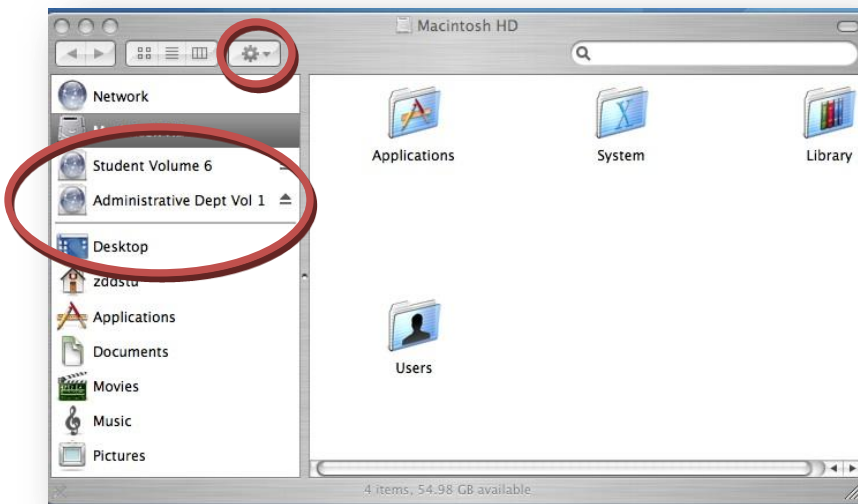 Macintosh HD
Network
Student Volume 6
Administrative Dept Vol 1
Desktop
zddstu
Applications
Documents
Movies
Music
Pictures
Applications
System
Library
Users
4 items, 54.98 GB available